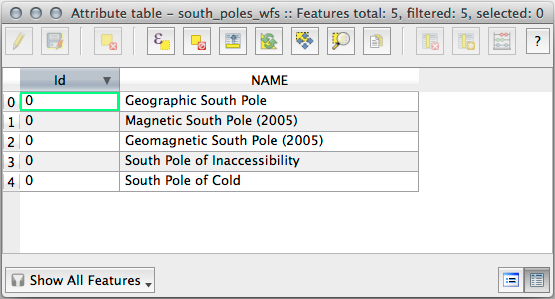 Attribute table - south_poles_wfs :: Features total: 5, filtered: 5, selected: 0
ε ?
Id NAME
0 0 Geographic South Pole
1 0 Magnetic South Pole (2005)
2 0 Geomagnetic South Pole (2005)
3 0 South Pole of Inaccessibility
4 0 South Pole of Cold
Show All Features